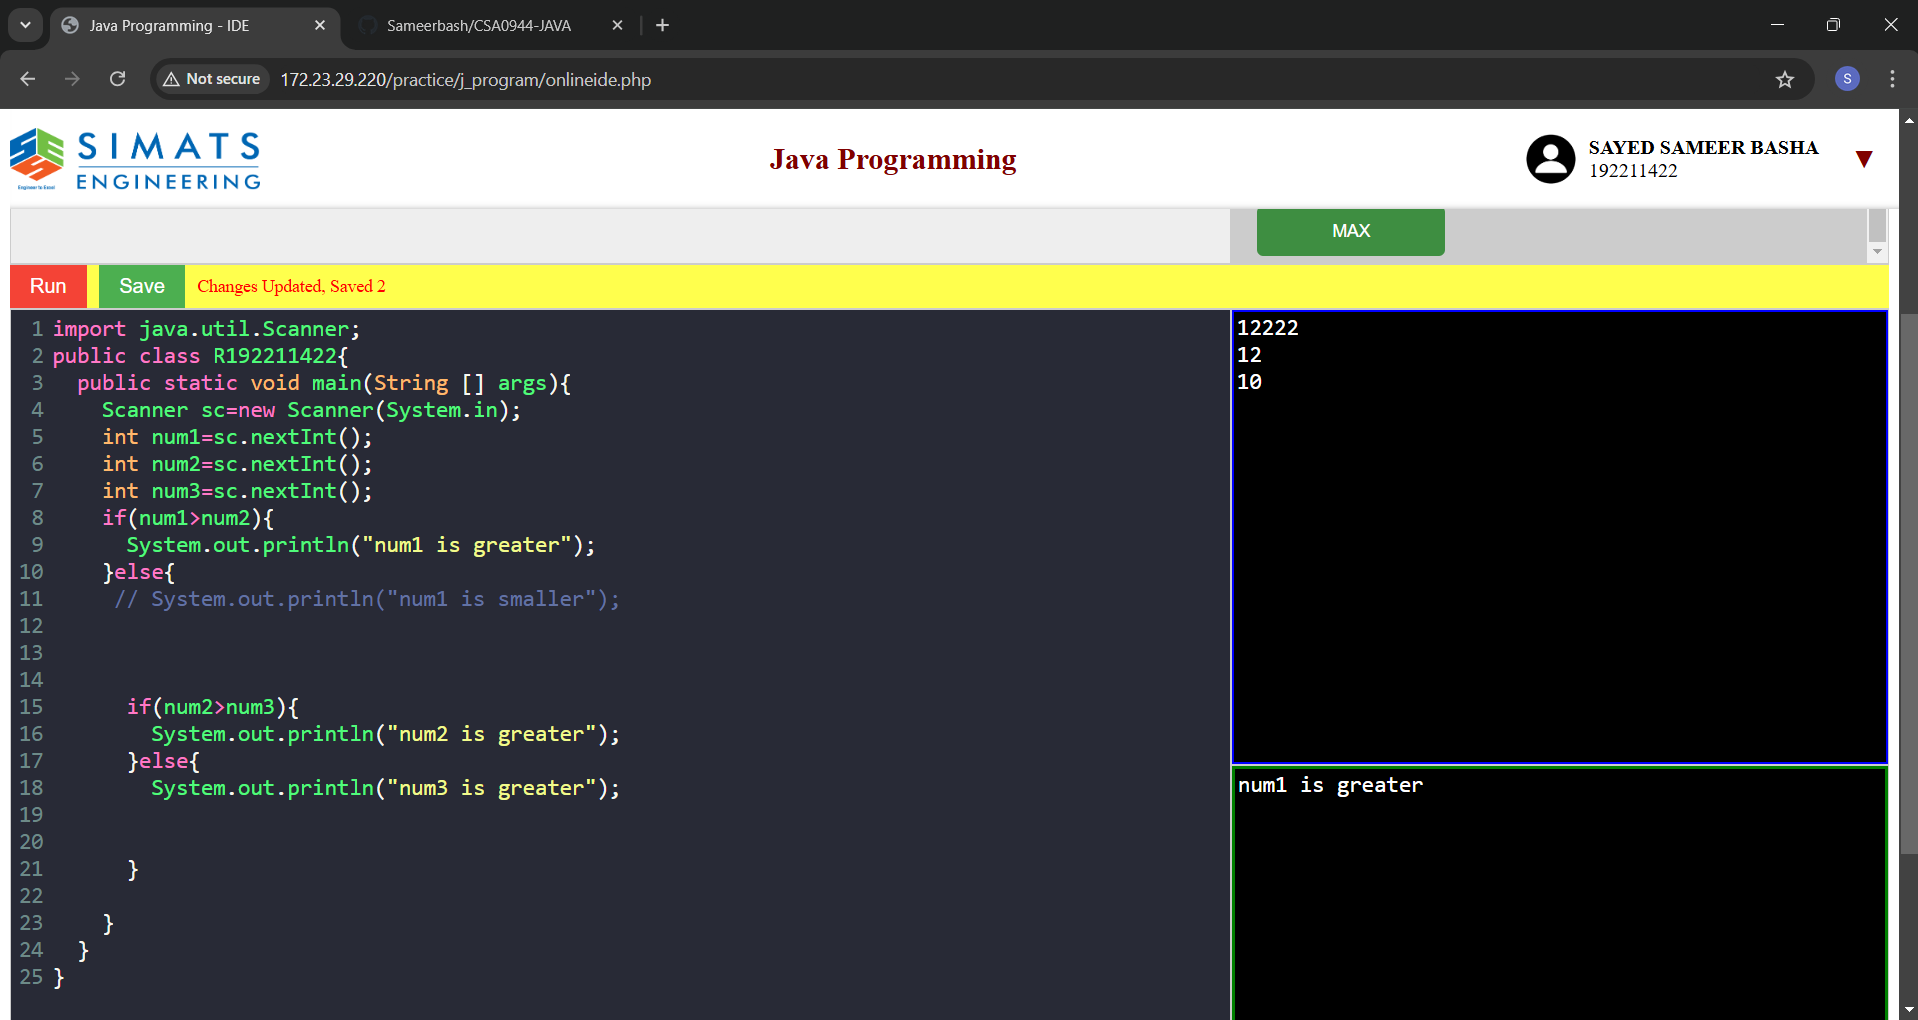 Java Programming - IDE
Sameerbash/CSA0944-JAVA
Not secure
172.23.29.220/practice/j_program/onlineide.php
S
SIMATS
ENGINEERING
Engineer to Excel
Java Programming
SAYED SAMEER BASHA
192211422
MAX
Run
Save
Changes Updated, Saved 2
1 import java.util.Scanner;
2 public class R192211422{
3   public static void main(String [] args){
4     Scanner sc=new Scanner(System.in);
5     int num1=sc.nextInt();
6     int num2=sc.nextInt();
7     int num3=sc.nextInt();
8     if(num1>num2){
9       System.out.println("num1 is greater");
10     }else{
11      // System.out.println("num1 is smaller");
12
13
14
15       if(num2>num3){
16         System.out.println("num2 is greater");
17       }else{
18         System.out.println("num3 is greater");
19
20
21       }
22
23     }
24   }
25 }
12222
12
10
num1 is greater